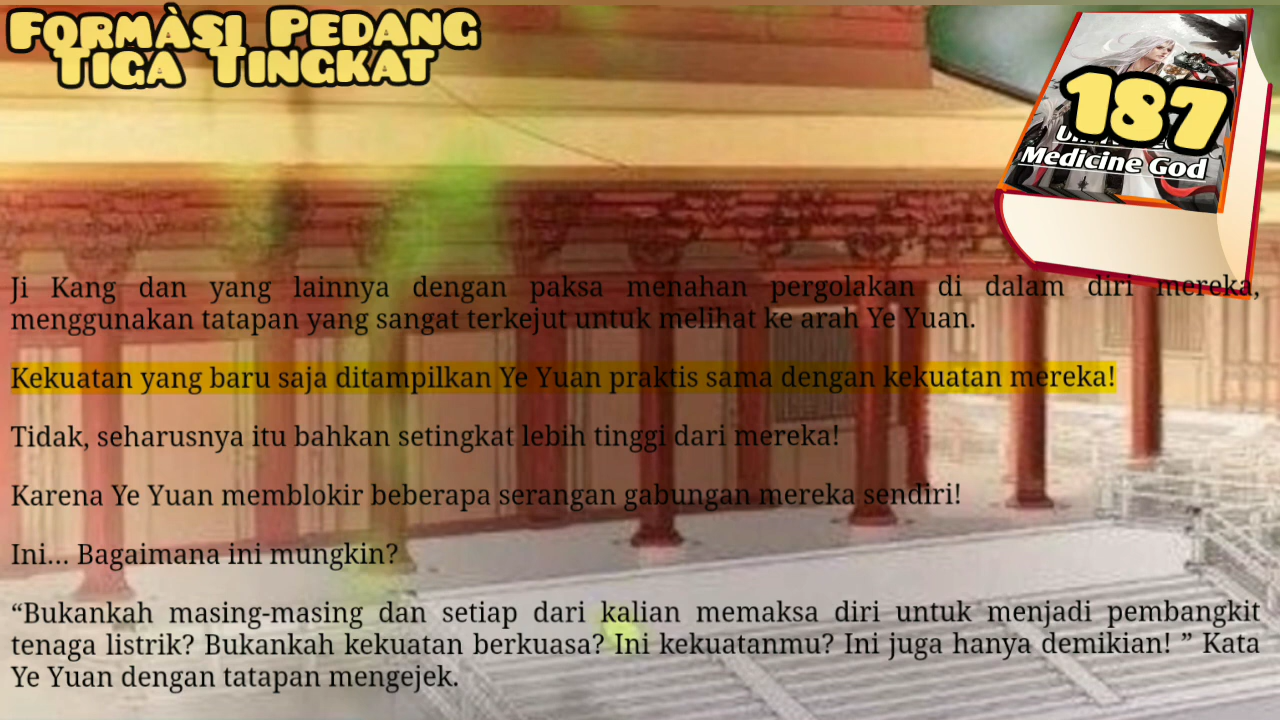 Formàsi Pedang
Tiga Tingkat
187
Medicine God
Ji Kang dan yang lainnya dengan paksa menahan pergolakan di dalam diri mereka,
menggunakan tatapan yang sangat terkejut untuk melihat ke arah Ye Yuan.
Kekuatan yang baru saja ditampilkan Ye Yuan praktis sama dengan kekuatan mereka!
Tidak, seharusnya itu bahkan setingkat lebih tinggi dari mereka!
Karena Ye Yuan memblokir beberapa serangan gabungan mereka sendiri!
Ini... Bagaimana ini mungkin?
“Bukankah masing-masing dan setiap dari kalian memaksa diri untuk menjadi pembangkit
tenaga listrik? Bukankah kekuatan berkuasa? Ini kekuatanmu? Ini juga hanya demikian! ” Kata
Ye Yuan dengan tatapan mengejek.